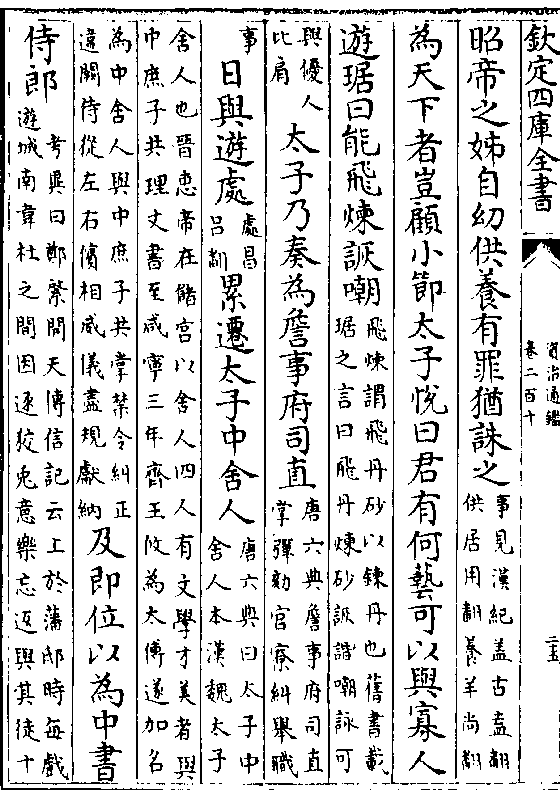 欽定四庫全書
資治通鑑
卷二百十
昭帝之姊自幼供養有罪猶誅之事見漢紀蓋古盍翻
供居用翻養羊尚翻
為天下者豈顧小節太子悅曰君有何藝可以與寡人
遊琚曰能飛煉詼嘲飛煉謂飛丹砂以鍊丹也舊書載
琚之言曰飛丹煉砂詼諧嘲詠可
與優人
比肩太子乃奏為詹事府司直唐六典詹事府司直
掌彈劾官寮糾舉職
事日與遊處處昌
呂翻累遷太子中舍人唐六典曰太子中
舍人本漢魏太子
舍人也晉惠帝在儲宮以舍人四人有文學才美者與
中庶子共理文書至咸寧三年齊王攸為太傅遂加名
為中舍人與中庶子共掌禁令糾正
違闕侍從左右儐相威儀盡規獻納及即位以為中書
侍郎考異曰鄭棨開天傳信記云上於藩邸時每戲
遊城南韋杜之間因逐狡兎意樂忘返與其徒十